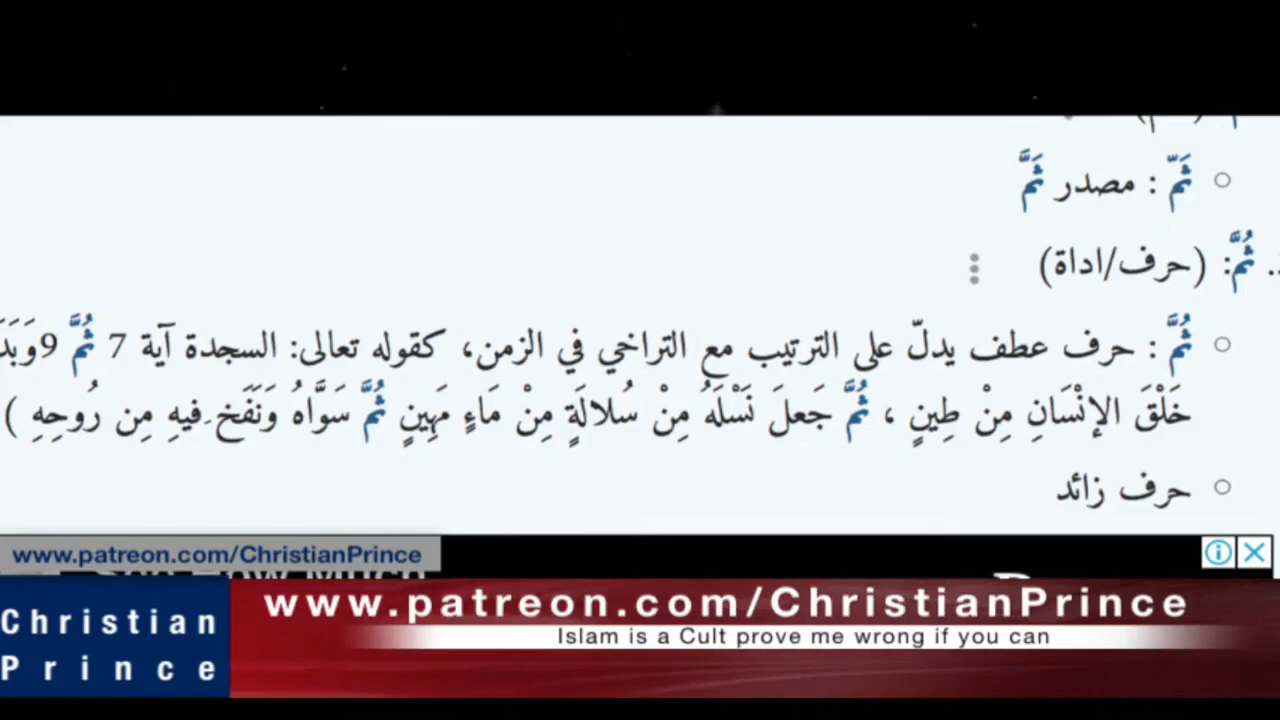 ثَمّ : مصدر ثَمَّ
ثُمَّ: (حرف/اداة)
ثُمَّ : حرف عطف يدلّ على الترتيب مع التراخي في الزمن، كقوله تعالى: السجدة آية 7 ثُمَّ 9
خَلْقَ الإنْسَانِ مِنْ طِينٍ ، ثُمَّ جَعلَ نَسْلَهُ مِنْ سُلالَةٍ مِنْ مَاءٍ مَهِينٍ ثُمَّ سَوَّاهُ وَنَفَخ.فيهِ مِن رُوحِهِ )
حرف زائد
www.patreon.com/ChristianPrince
www.patreon.com/ChristianPrince
Islam is a Cult prove me wrong if you can
Christian
Prince